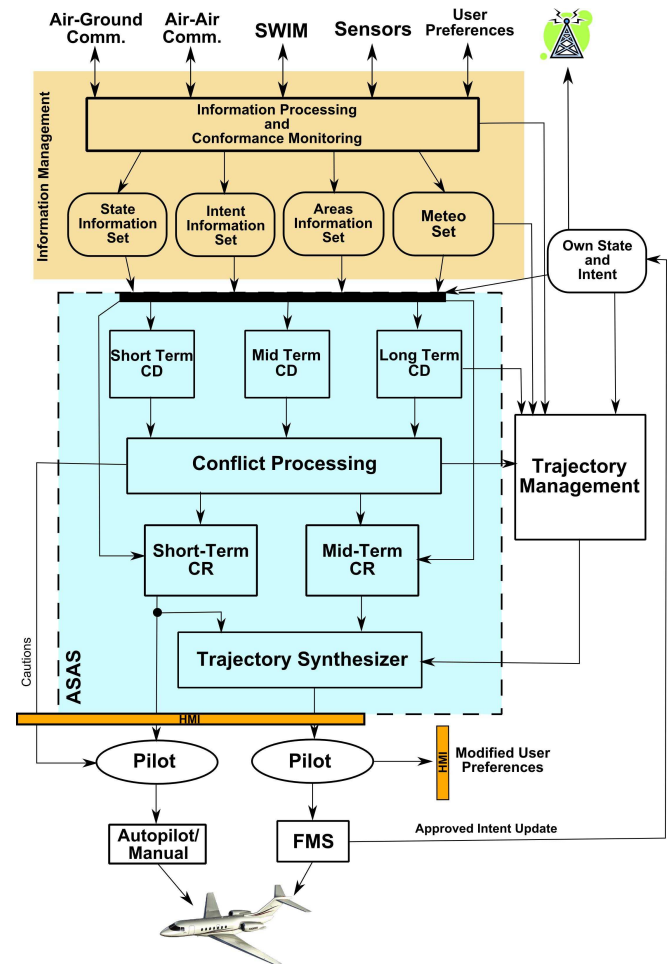 Air-Ground
Comm.
Air-Air
Comm.
SWIM
Sensors
User
Preferences
Information Management
Information Processing
and
Conformance Monitoring
State
Information
Set
Intent
Information
Set
Areas
Information
Set
Meteo
Set
Own State
and
Intent
Short Term
CD
Mid Term
CD
Long Term
CD
Conflict Processing
Trajectory
Management
Short-Term
CR
Mid-Term
CR
Trajectory Synthesizer
Cautions
ASAS
HMI
Pilot
Pilot
HMI
Modified User
Preferences
Autopilot/
Manual
FMS
Approved Intent Update